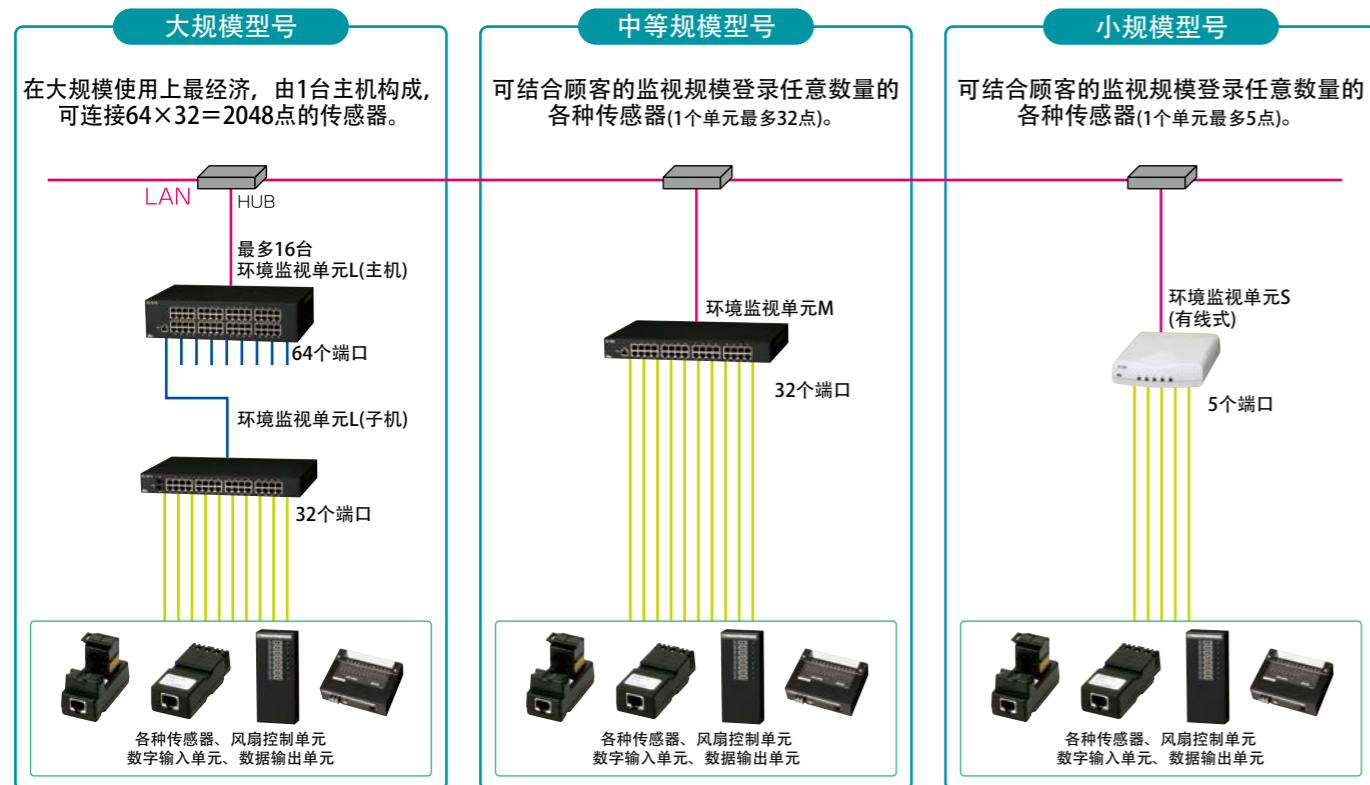 大规模型号
在大规模使用上最经济，由1台主机构成，
可连接64×32＝2048点的传感器。
LAN
HUB
最多16台
环境监视单元L(主机)
64个端口
环境监视单元L(子机)
32个端口
各种传感器、风扇控制单元
数字输入单元、数据输出单元
中等规模型号
可结合顾客的监视规模登录任意数量的
各种传感器(1个单元最多32点)。
环境监视单元M
32个端口
各种传感器、风扇控制单元
数字输入单元、数据输出单元
小规模型号
可结合顾客的监视规模登录任意数量的
各种传感器(1个单元最多5点)。
环境监视单元S
(有线式)
5个端口
各种传感器、风扇控制单元
数字输入单元、数据输出单元